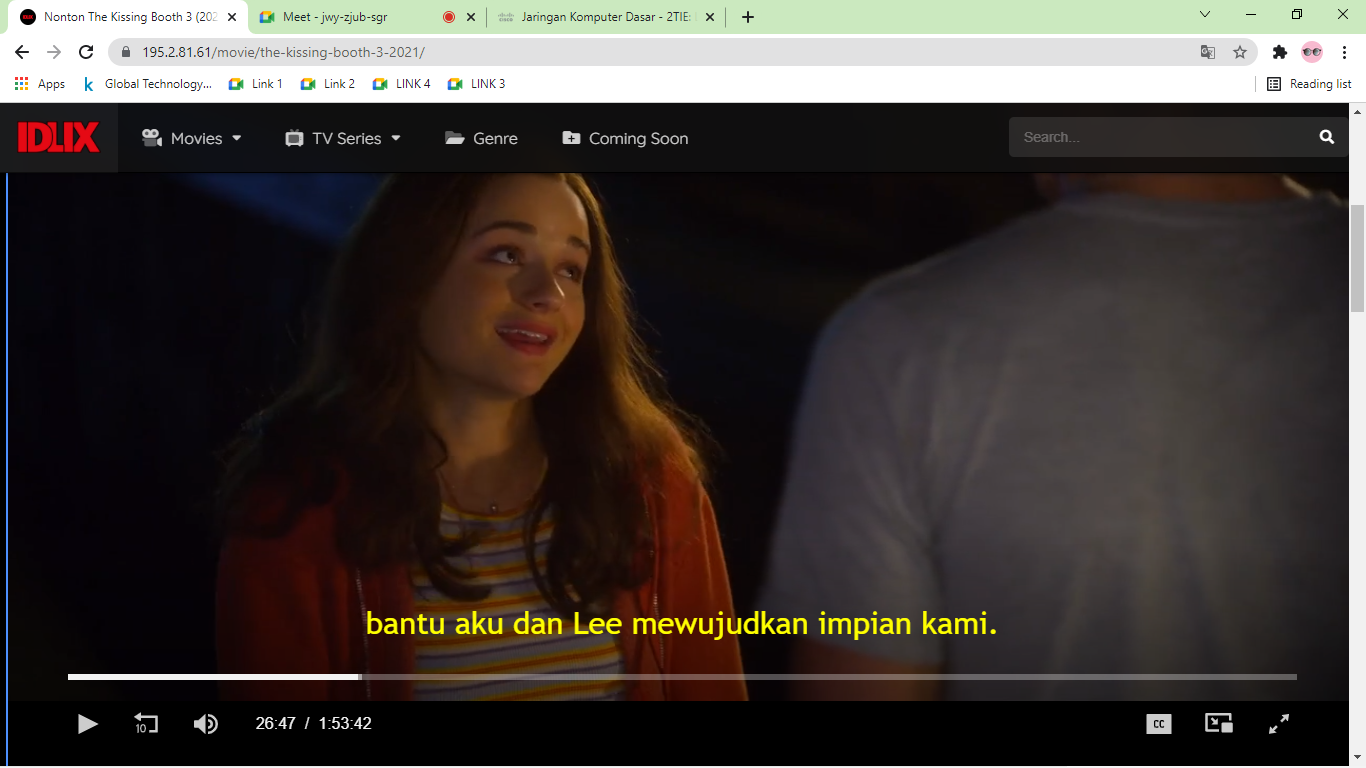 Nonton The Kissing Booth 3 (202
Meet - jwy-zjub-sgr
Jaringan Komputer Dasar - 2TIE:
195.2.81.61/movie/the-kissing-booth-3-2021/
Apps
Global Technology...
Link 1
Link 2
LINK 4
LINK 3
Reading list
IDLIX
Movies
TV Series
Genre
Coming Soon
Search...
bantu aku dan Lee mewujudkan impian kami.
10
26:47 / 1:53:42
CC